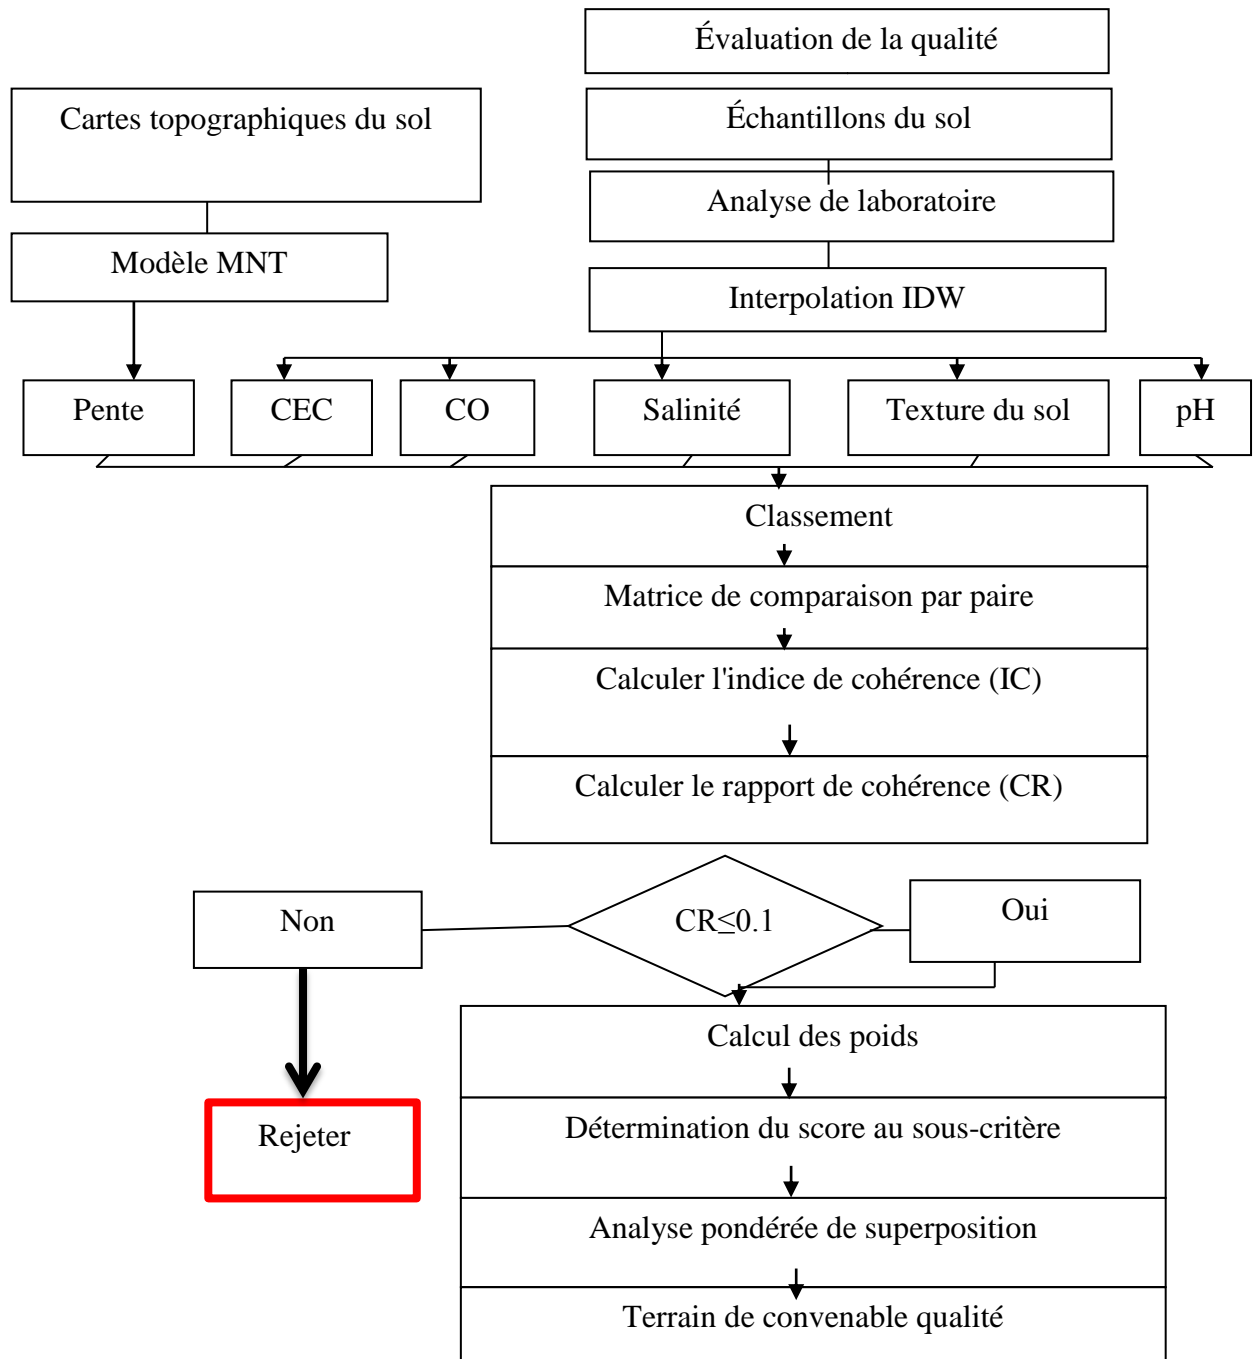 Évaluation de la qualité
Cartes topographiques du sol
Échantillons du sol
Analyse de laboratoire
Modèle MNT
Interpolation IDW
Pente
CEC
CO
Salinité
Texture du sol
pH
Classement
Matrice de comparaison par paire
Calculer l'indice de cohérence (IC)
Calculer le rapport de cohérence (CR)
Non
CR≤0.1
Oui
Calcul des poids
Rejeter
Détermination du score au sous-critère
Analyse pondérée de superposition
Terrain de convenable qualité